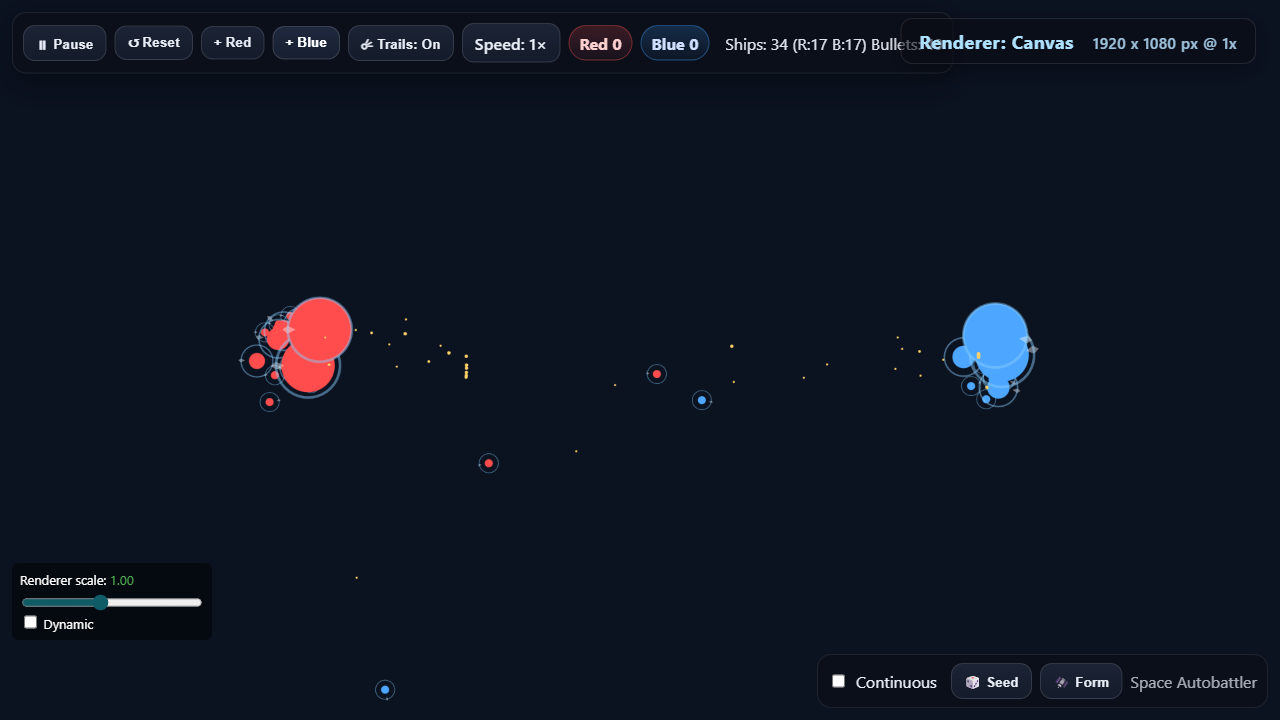 ⏸ Pause
↺ Reset
+ Red
+ Blue
☄ Trails: On
Speed: 1×
Red 0
Blue 0
Ships: 34 (R:17 B:17) Bullets:
Renderer: Canvas
1920 x 1080 px @ 1x
Renderer scale: 1.00
Dynamic
Continuous
🎲 Seed
Form
Space Autobattler